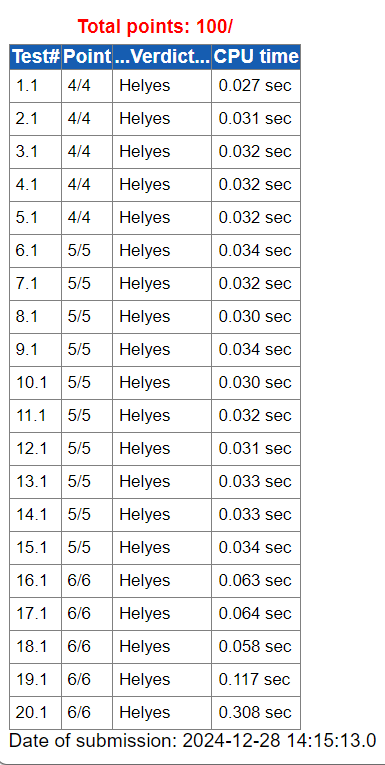 Total points: 100/
Test# Point ...Verdict... CPU time
1.1 4/4 Helyes 0.027 sec
2.1 4/4 Helyes 0.031 sec
3.1 4/4 Helyes 0.032 sec
4.1 4/4 Helyes 0.032 sec
5.1 4/4 Helyes 0.032 sec
6.1 5/5 Helyes 0.034 sec
7.1 5/5 Helyes 0.032 sec
8.1 5/5 Helyes 0.030 sec
9.1 5/5 Helyes 0.034 sec
10.1 5/5 Helyes 0.030 sec
11.1 5/5 Helyes 0.032 sec
12.1 5/5 Helyes 0.031 sec
13.1 5/5 Helyes 0.033 sec
14.1 5/5 Helyes 0.033 sec
15.1 5/5 Helyes 0.034 sec
16.1 6/6 Helyes 0.063 sec
17.1 6/6 Helyes 0.064 sec
18.1 6/6 Helyes 0.058 sec
19.1 6/6 Helyes 0.117 sec
20.1 6/6 Helyes 0.308 sec
Date of submission: 2024-12-28 14:15:13.0